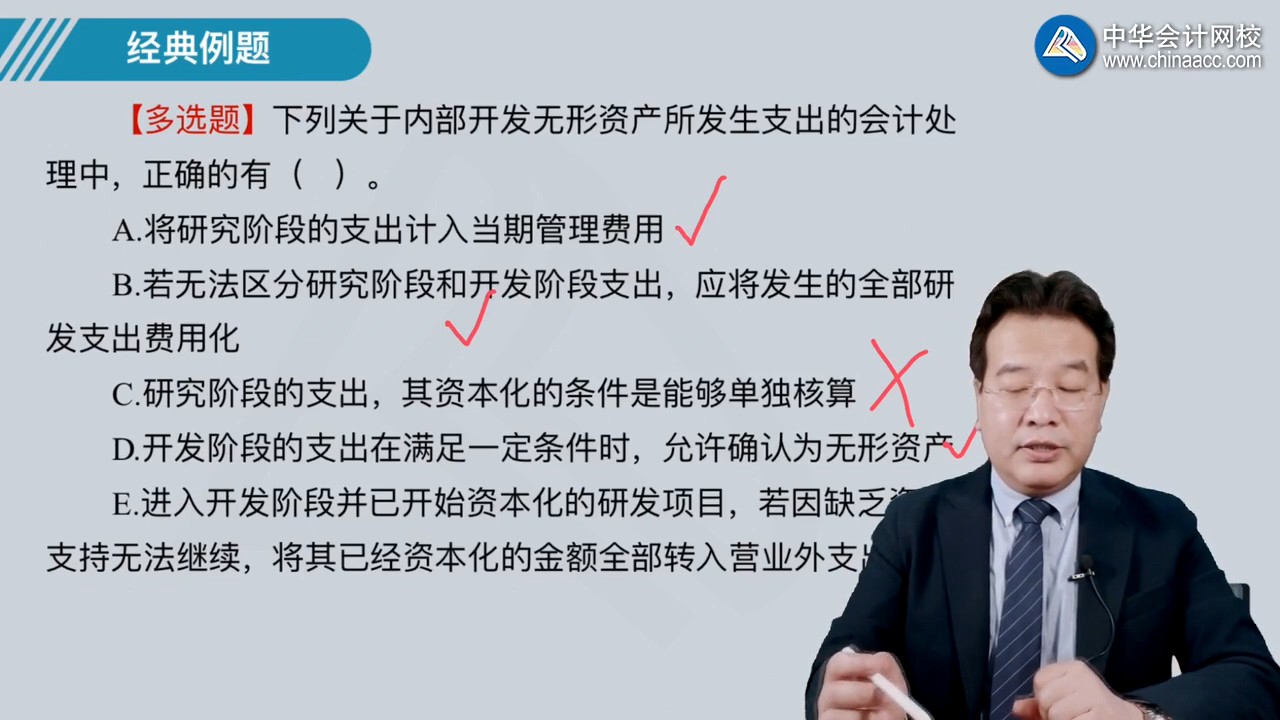 经典例题
中华会计网校
www.chinaacc.com
【多选题】下列关于内部开发无形资产所发生支出的会计处
理中，正确的有（　）。
A.将研究阶段的支出计入当期管理费用
B.若无法区分研究阶段和开发阶段支出，应将发生的全部研
发支出费用化
C.研究阶段的支出，其资本化的条件是能够单独核算
D.开发阶段的支出在满足一定条件时，允许确认为无形资产
E.进入开发阶段并已开始资本化的研发项目，若因缺乏
支持无法继续，将其已经资本化的金额全部转入营业外支出